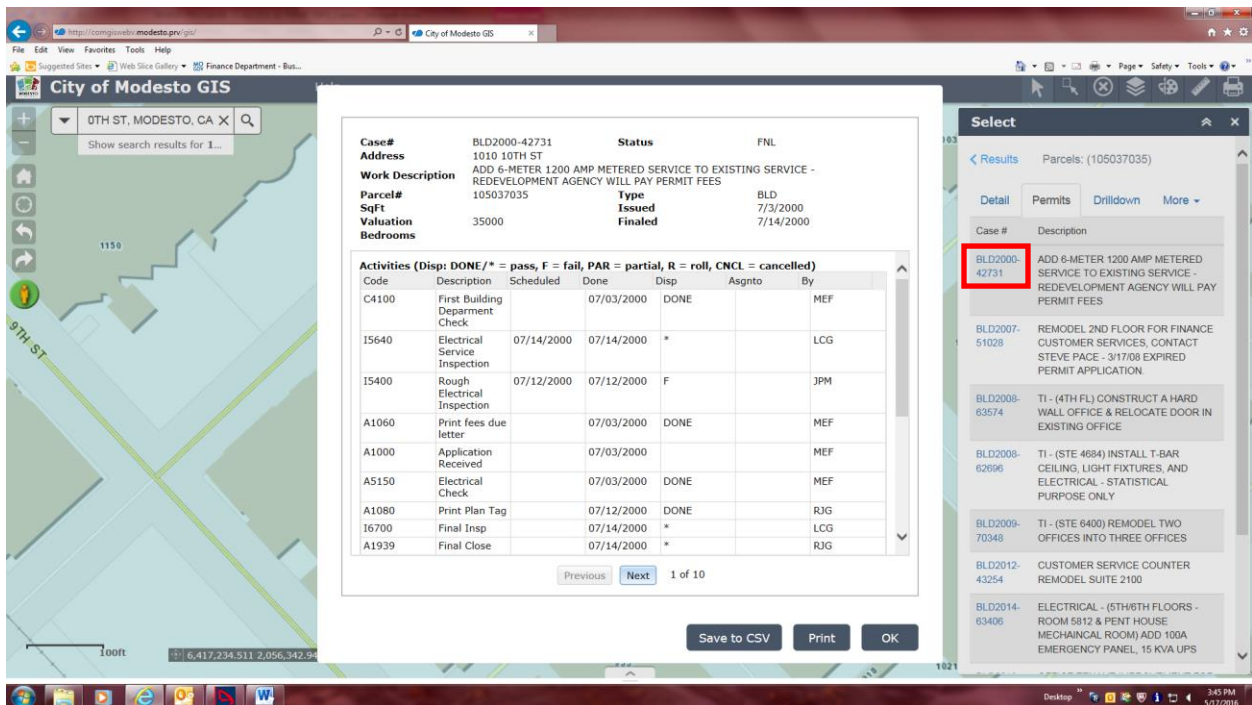 http://comgiswebv.modesto.prv/gis/
City of Modesto GIS
File Edit View Favorites Tools Help
Suggested Sites Web Slice Gallery Finance Department - Bus...
Page Safety Tools
City of Modesto GIS
0TH ST, MODESTO, CA
Show search results for 1...
1150
9TH ST
100ft
6,417,234.511 2,056,342.94
Case# BLD2000-42731 Status FNL
Address 1010 10TH ST
Work Description ADD 6-METER 1200 AMP METERED SERVICE TO EXISTING SERVICE -
REDEVELOPMENT AGENCY WILL PAY PERMIT FEES
Parcel# 105037035 Type BLD
SqFt Issued 7/3/2000
Valuation 35000 Finaled 7/14/2000
Bedrooms
Activities (Disp: DONE/* = pass, F = fail, PAR = partial, R = roll, CNCL = cancelled)
Code Description Scheduled Done Disp Asgnto By
C4100 First Building 07/03/2000 DONE MEF
Deparment
Check
I5640 Electrical 07/14/2000 07/14/2000 * LCG
Service
Inspection
I5400 Rough 07/12/2000 07/12/2000 F JPM
Electrical
Inspection
A1060 Print fees due 07/03/2000 DONE MEF
letter
A1000 Application 07/03/2000 MEF
Received
A5150 Electrical 07/03/2000 DONE MEF
Check
A1080 Print Plan Tag 07/12/2000 DONE RJG
I6700 Final Insp 07/14/2000 * LCG
A1939 Final Close 07/14/2000 * RJG
Previous Next 1 of 10
Save to CSV Print OK
Select
Results Parcels: (105037035)
Detail Permits Drilldown More
Case # Description
BLD2000- ADD 6-METER 1200 AMP METERED
42731 SERVICE TO EXISTING SERVICE -
REDEVELOPMENT AGENCY WILL PAY
PERMIT FEES
BLD2007- REMODEL 2ND FLOOR FOR FINANCE
51028 CUSTOMER SERVICES, CONTACT
STEVE PACE - 3/17/08 EXPIRED
PERMIT APPLICATION.
BLD2008- TI - (4TH FL) CONSTRUCT A HARD
63574 WALL OFFICE & RELOCATE DOOR IN
EXISTING OFFICE
BLD2008- TI - (STE 4684) INSTALL T-BAR
62696 CEILING, LIGHT FIXTURES, AND
ELECTRICAL - STATISTICAL
PURPOSE ONLY
BLD2009- TI - (STE 6400) REMODEL TWO
70348 OFFICES INTO THREE OFFICES
BLD2012- CUSTOMER SERVICE COUNTER
43254 REMODEL SUITE 2100
BLD2014- ELECTRICAL - (5TH/6TH FLOORS -
63406 ROOM 5812 & PENT HOUSE
MECHAINCAL ROOM) ADD 100A
EMERGENCY PANEL, 15 KVA UPS
1021
Desktop 3:45 PM
5/17/2016